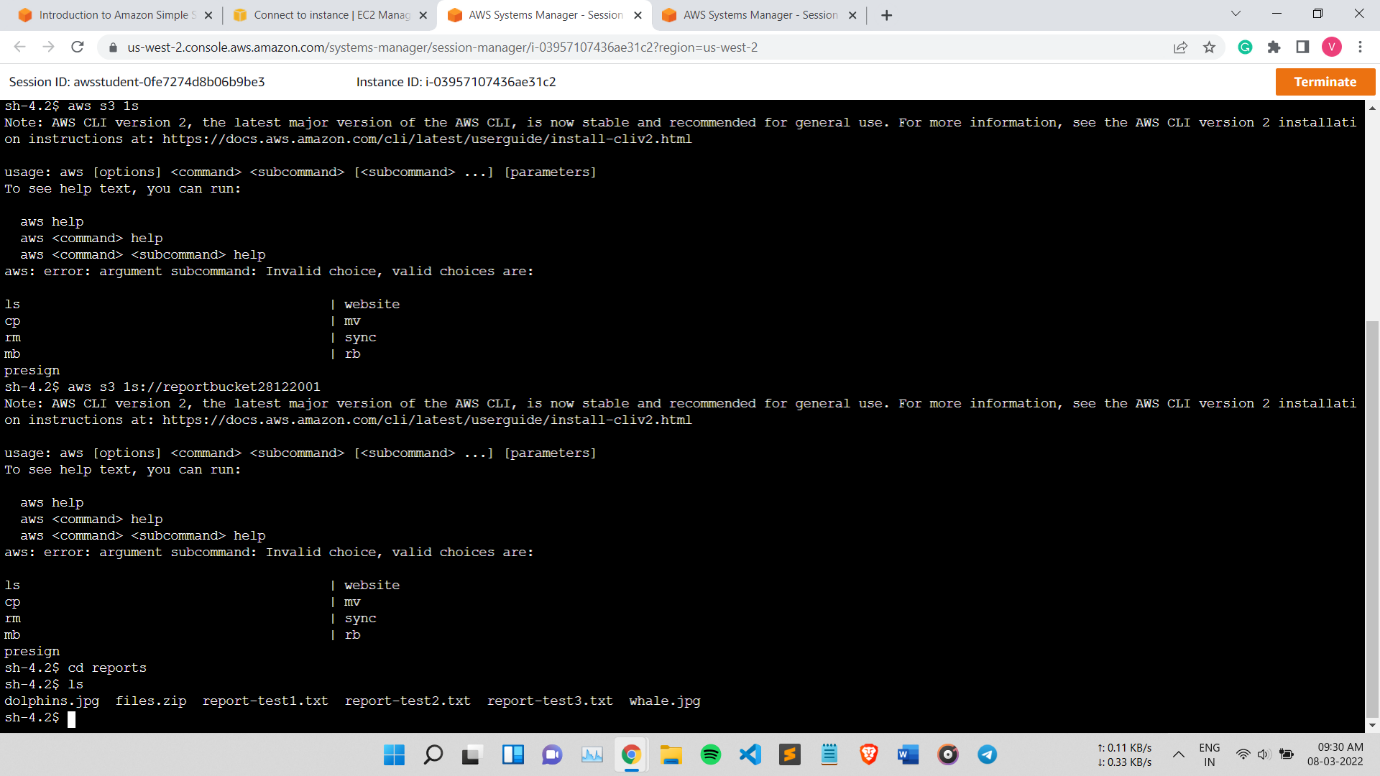 Introduction to Amazon Simple S
Connect to instance | EC2 Manag
AWS Systems Manager - Session
AWS Systems Manager - Session
us-west-2.console.aws.amazon.com/systems-manager/session-manager/i-03957107436ae31c2?region=us-west-2
V
Session ID: awsstudent-0fe7274d8b06b9be3 Instance ID: i-03957107436ae31c2 Terminate
sh-4.2$ aws s3 1s
Note: AWS CLI version 2, the latest major version of the AWS CLI, is now stable and recommended for general use. For more information, see the AWS CLI version 2 installati
on instructions at: https://docs.aws.amazon.com/cli/latest/userguide/install-cliv2.html
usage: aws [options] <command> <subcommand> [<subcommand> ...] [parameters]
To see help text, you can run:
aws help
aws <command> help
aws <command> <subcommand> help
aws: error: argument subcommand: Invalid choice, valid choices are:
ls | website
cp | mv
rm | sync
mb | rb
presign
sh-4.2$ aws s3 1s://reportbucket28122001
Note: AWS CLI version 2, the latest major version of the AWS CLI, is now stable and recommended for general use. For more information, see the AWS CLI version 2 installati
on instructions at: https://docs.aws.amazon.com/cli/latest/userguide/install-cliv2.html
usage: aws [options] <command> <subcommand> [<subcommand> ...] [parameters]
To see help text, you can run:
aws help
aws <command> help
aws <command> <subcommand> help
aws: error: argument subcommand: Invalid choice, valid choices are:
ls | website
cp | mv
rm | sync
mb | rb
presign
sh-4.2$ cd reports
sh-4.2$ ls
dolphins.jpg files.zip report-test1.txt report-test2.txt report-test3.txt whale.jpg
sh-4.2$
↑: 0.11 KB/s
↓: 0.33 KB/s
ENG
IN
09:30 AM
08-03-2022